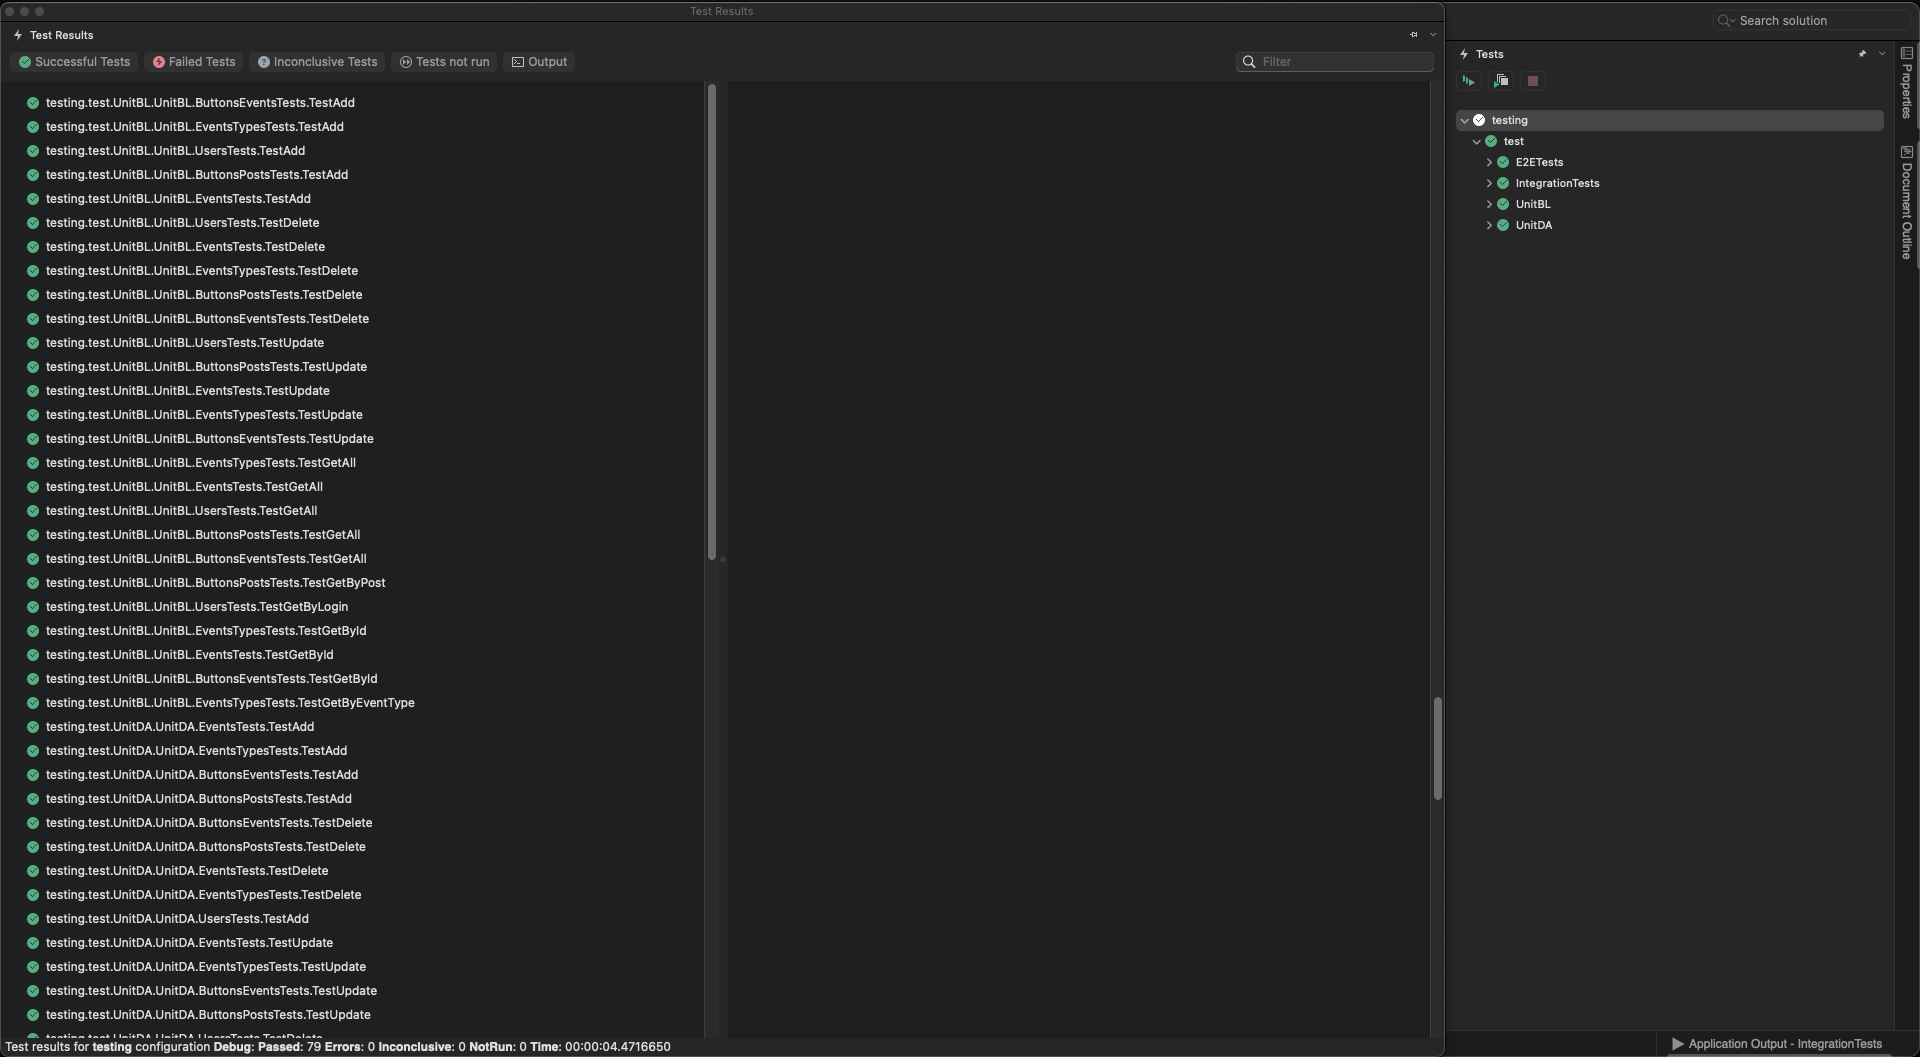 Test Results
Test Results
Successful Tests
Failed Tests
Inconclusive Tests
Tests not run
Output
Filter
testing.test.UnitBL.UnitBL.ButtonsEventsTests.TestAdd
testing.test.UnitBL.UnitBL.EventsTypesTests.TestAdd
testing.test.UnitBL.UnitBL.UsersTests.TestAdd
testing.test.UnitBL.UnitBL.ButtonsPostsTests.TestAdd
testing.test.UnitBL.UnitBL.EventsTests.TestAdd
testing.test.UnitBL.UnitBL.UsersTests.TestDelete
testing.test.UnitBL.UnitBL.EventsTests.TestDelete
testing.test.UnitBL.UnitBL.EventsTypesTests.TestDelete
testing.test.UnitBL.UnitBL.ButtonsPostsTests.TestDelete
testing.test.UnitBL.UnitBL.ButtonsEventsTests.TestDelete
testing.test.UnitBL.UnitBL.UsersTests.TestUpdate
testing.test.UnitBL.UnitBL.ButtonsPostsTests.TestUpdate
testing.test.UnitBL.UnitBL.EventsTests.TestUpdate
testing.test.UnitBL.UnitBL.EventsTypesTests.TestUpdate
testing.test.UnitBL.UnitBL.ButtonsEventsTests.TestUpdate
testing.test.UnitBL.UnitBL.EventsTypesTests.TestGetAll
testing.test.UnitBL.UnitBL.EventsTests.TestGetAll
testing.test.UnitBL.UnitBL.UsersTests.TestGetAll
testing.test.UnitBL.UnitBL.ButtonsPostsTests.TestGetAll
testing.test.UnitBL.UnitBL.ButtonsEventsTests.TestGetAll
testing.test.UnitBL.UnitBL.ButtonsPostsTests.TestGetByPost
testing.test.UnitBL.UnitBL.UsersTests.TestGetByLogin
testing.test.UnitBL.UnitBL.EventsTypesTests.TestGetById
testing.test.UnitBL.UnitBL.EventsTests.TestGetById
testing.test.UnitBL.UnitBL.ButtonsEventsTests.TestGetById
testing.test.UnitBL.UnitBL.EventsTypesTests.TestGetByEventType
testing.test.UnitDA.UnitDA.EventsTests.TestAdd
testing.test.UnitDA.UnitDA.EventsTypesTests.TestAdd
testing.test.UnitDA.UnitDA.ButtonsEventsTests.TestAdd
testing.test.UnitDA.UnitDA.ButtonsPostsTests.TestAdd
testing.test.UnitDA.UnitDA.ButtonsEventsTests.TestDelete
testing.test.UnitDA.UnitDA.ButtonsPostsTests.TestDelete
testing.test.UnitDA.UnitDA.EventsTests.TestDelete
testing.test.UnitDA.UnitDA.EventsTypesTests.TestDelete
testing.test.UnitDA.UnitDA.UsersTests.TestAdd
testing.test.UnitDA.UnitDA.EventsTests.TestUpdate
testing.test.UnitDA.UnitDA.EventsTypesTests.TestUpdate
testing.test.UnitDA.UnitDA.ButtonsEventsTests.TestUpdate
testing.test.UnitDA.UnitDA.ButtonsPostsTests.TestUpdate
testing.test.UnitDA.UnitDA.UsersTests.TestDelete
Test results for testing configuration Debug: Passed: 79 Errors: 0 Inconclusive: 0 NotRun: 0 Time: 00:00:04.4716650
Search solution
Tests
testing
test
E2ETests
IntegrationTests
UnitBL
UnitDA
Properties
Document Outline
Application Output - IntegrationTests